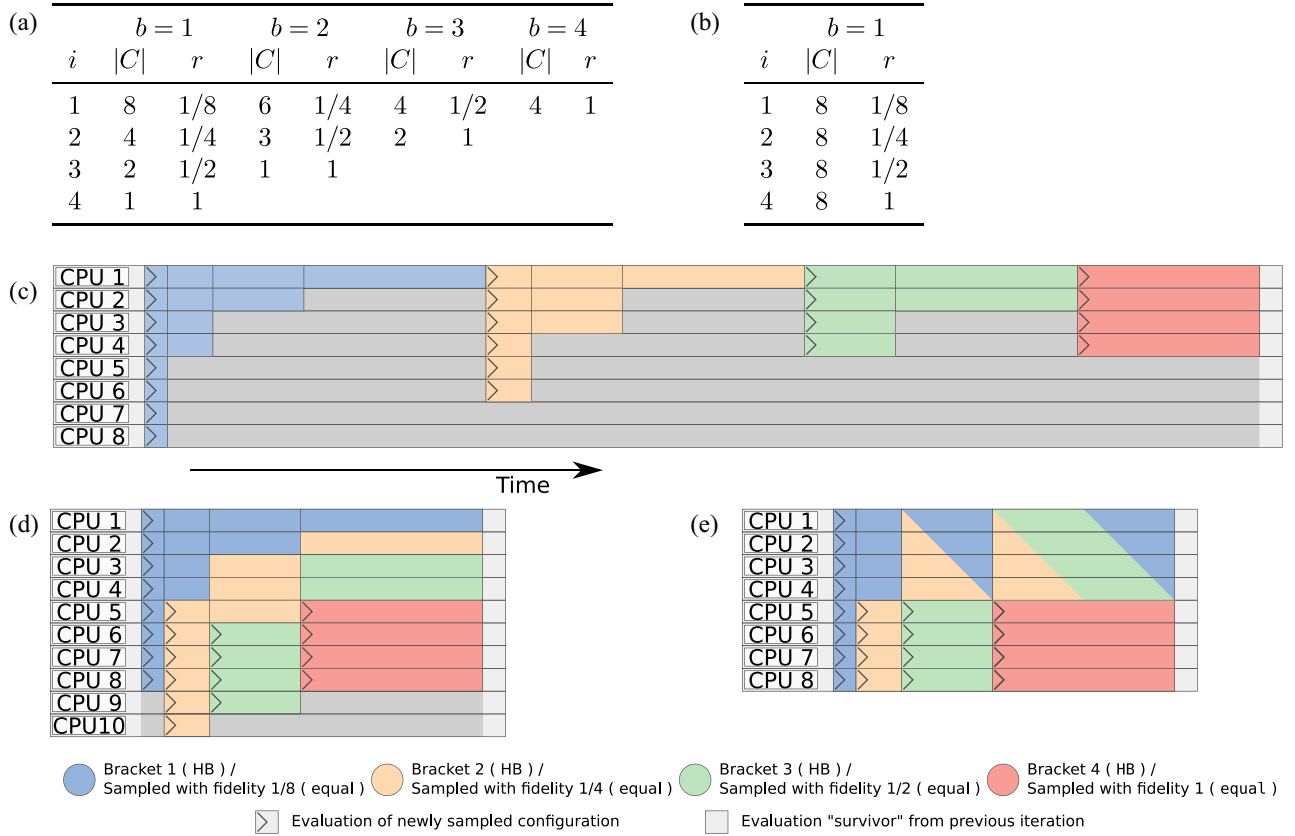 (a)
b = 1 b = 2 b = 3 b = 4
i |C| r |C| r |C| r |C| r
1 8 1/8 6 1/4 4 1/2 4 1
2 4 1/4 3 1/2 2 1
3 2 1/2 1 1
4 1 1
(b)
b = 1
i |C| r
1 8 1/8
2 8 1/4
3 8 1/2
4 8 1
(c)
CPU 1
CPU 2
CPU 3
CPU 4
CPU 5
CPU 6
CPU 7
CPU 8
Time
(d)
CPU 1
CPU 2
CPU 3
CPU 4
CPU 5
CPU 6
CPU 7
CPU 8
CPU 9
CPU10
(e)
CPU 1
CPU 2
CPU 3
CPU 4
CPU 5
CPU 6
CPU 7
CPU 8
Bracket 1 ( HB ) /
Sampled with fidelity 1/8 ( equal )
Bracket 2 ( HB ) /
Sampled with fidelity 1/4 ( equal )
Bracket 3 ( HB ) /
Sampled with fidelity 1/2 ( equal )
Bracket 4 ( HB ) /
Sampled with fidelity 1 ( equal )
Evaluation of newly sampled configuration
Evaluation "survivor" from previous iteration